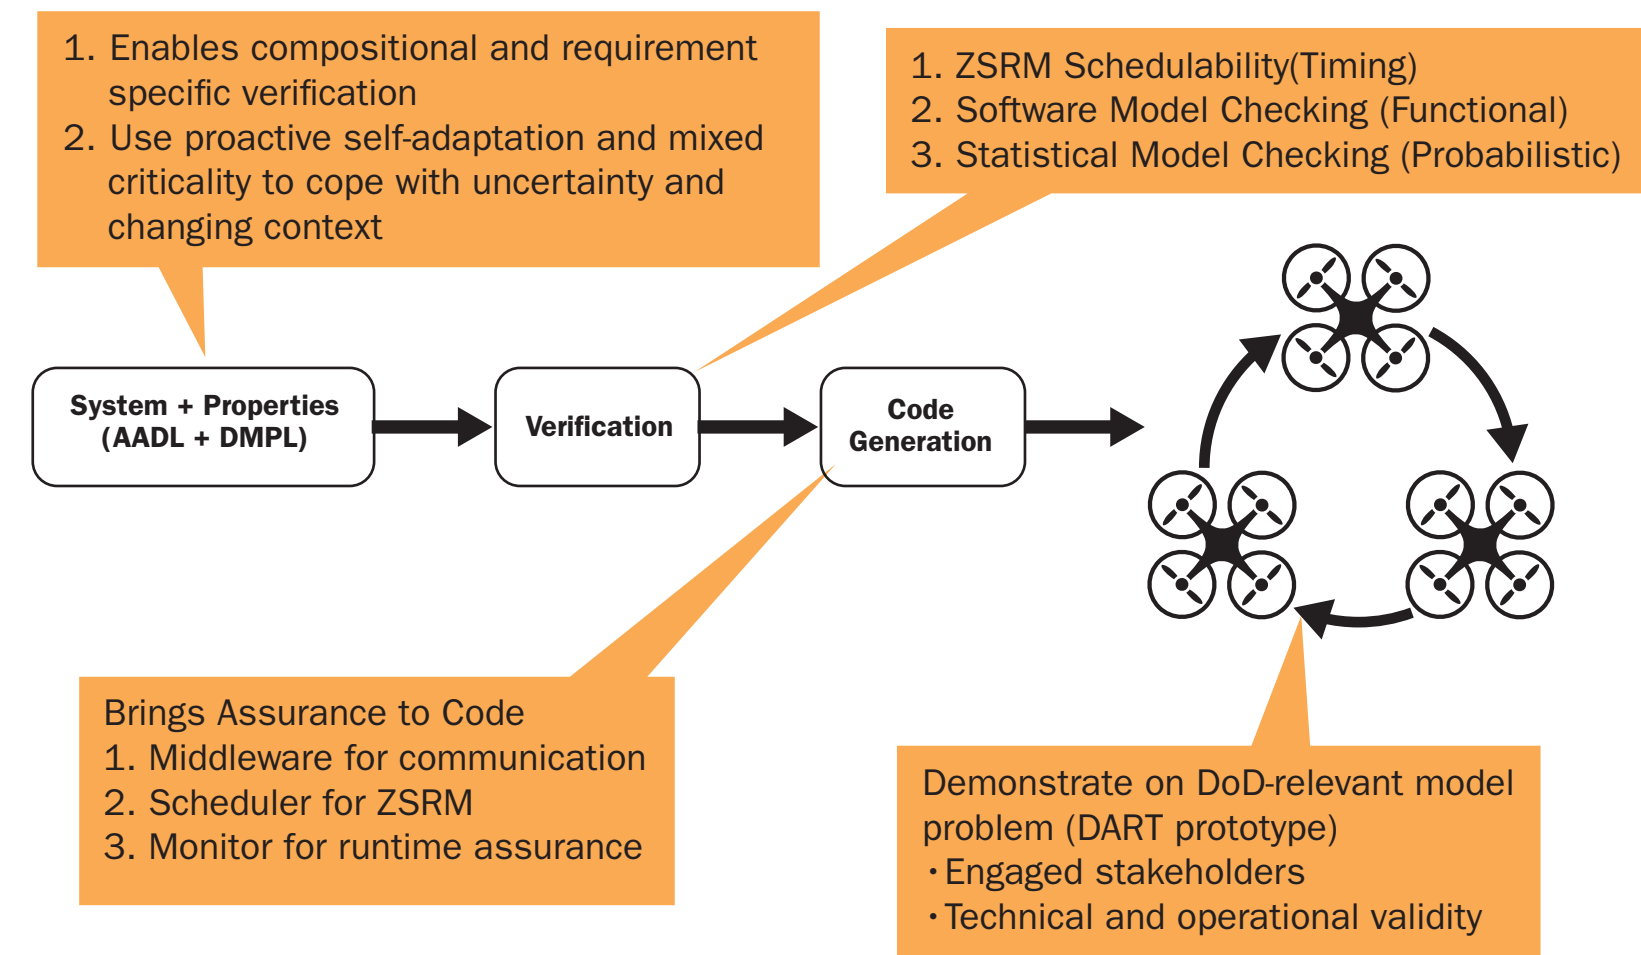 1. Enables compositional and requirement
specific verification
2. Use proactive self-adaptation and mixed
criticality to cope with uncertainty and
changing context
1. ZSRM Schedulability(Timing)
2. Software Model Checking (Functional)
3. Statistical Model Checking (Probabilistic)
System + Properties
(AADL + DMPL)
Verification
Code
Generation
Brings Assurance to Code
1. Middleware for communication
2. Scheduler for ZSRM
3. Monitor for runtime assurance
Demonstrate on DoD-relevant model
problem (DART prototype)
· Engaged stakeholders
· Technical and operational validity